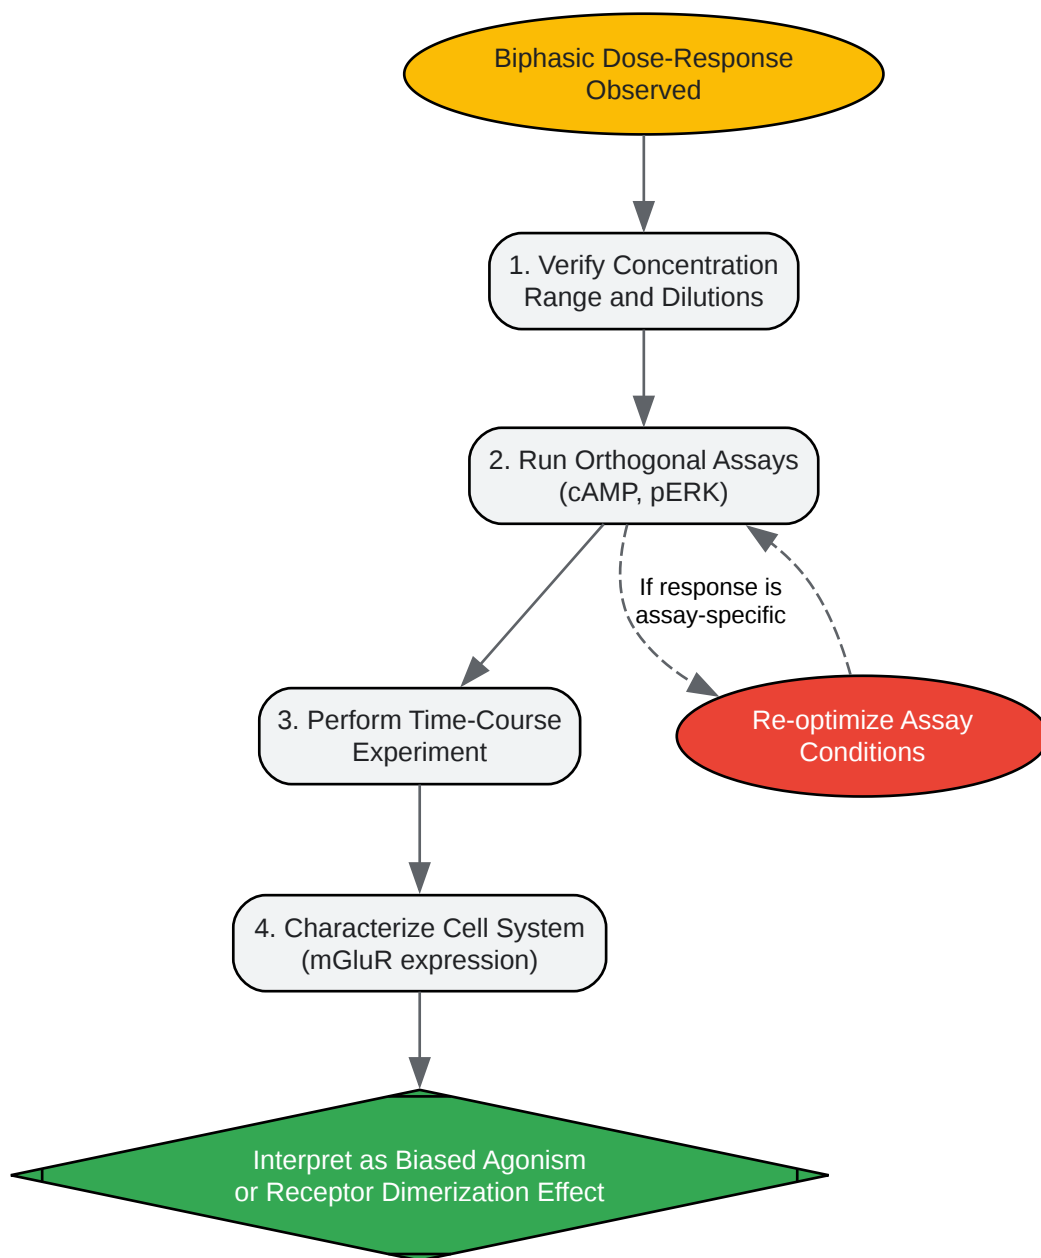 Biphasic Dose-Response
Observed
1. Verify Concentration
Range and Dilutions
2. Run Orthogonal Assays
(cAMP, pERK)
If response is
assay-specific
3. Perform Time-Course
Experiment
Re-optimize Assay
Conditions
4. Characterize Cell System
(mGluR expression)
Interpret as Biased Agonism
or Receptor Dimerization Effect